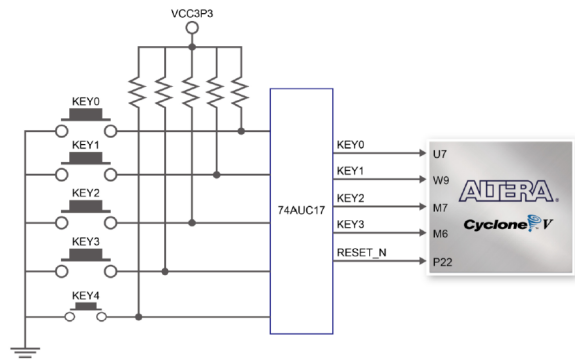 VCC3P3
KEY0
KEY1
KEY2
KEY3
KEY4
74AUC17
KEY0
KEY1
KEY2
KEY3
RESET_N
U7
W9
M7
M6
P22
ALTERA.
Cyclone V